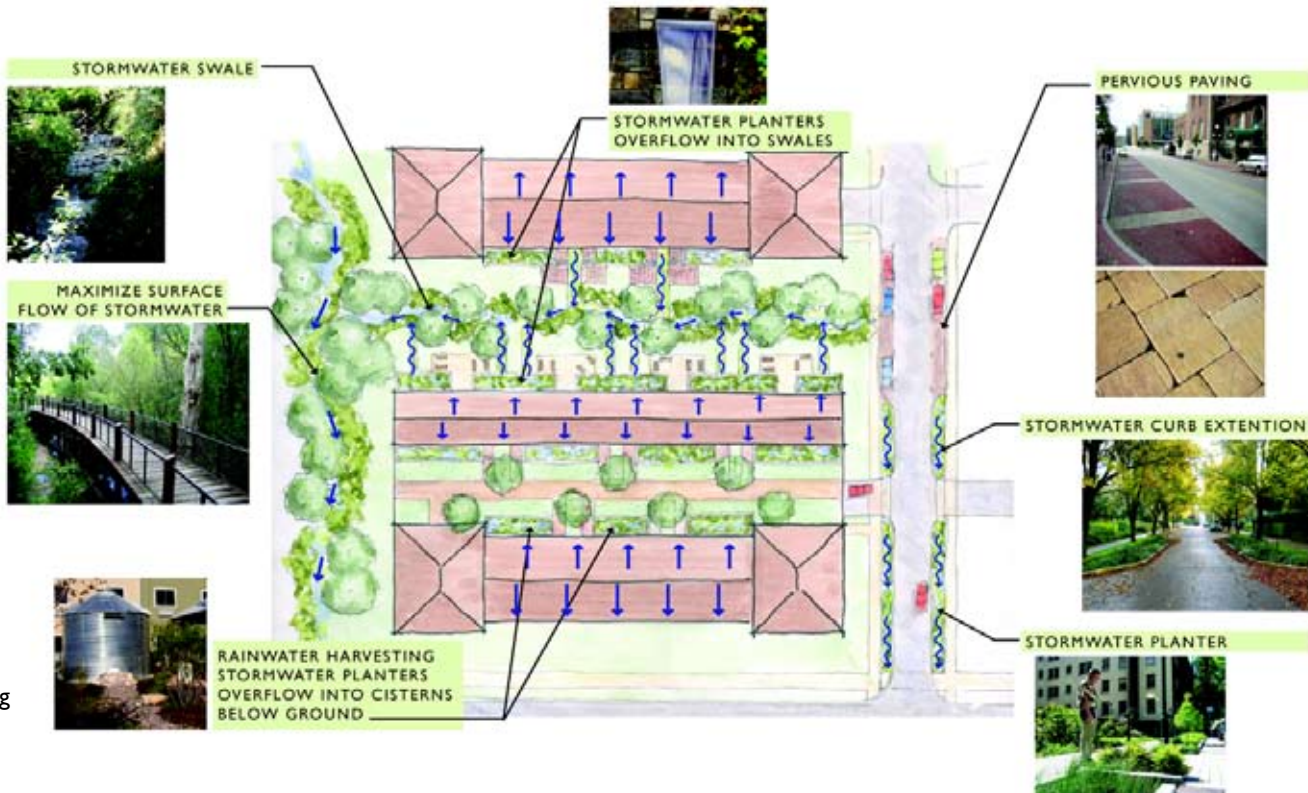 STORMWATER SWALE
STORMWATER PLANTERS
OVERFLOW INTO SWALES
PERVIOUS PAVING
MAXIMIZE SURFACE
FLOW OF STORMWATER
STORMWATER CURB EXTENTION
RAINWATER HARVESTING
STORMWATER PLANTERS
OVERFLOW INTO CISTERNS
BELOW GROUND
STORMWATER PLANTER
g